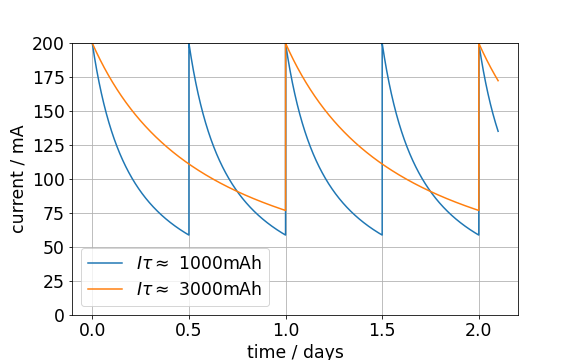 200
175
150
125
100
75
50
25
0
current / mA
Iτ ≈ 1000mAh
Iτ ≈ 3000mAh
0.0 0.5 1.0 1.5 2.0
time / days